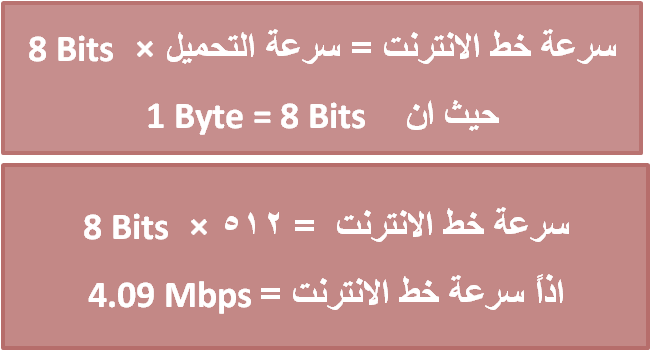 سرعة خط الانترنت = سرعة التحميل × 8 Bits
حيث ان 1 Byte = 8 Bits
سرعة خط الانترنت = ٥١٢ × 8 Bits
اذاً سرعة خط الانترنت = 4.09 Mbps